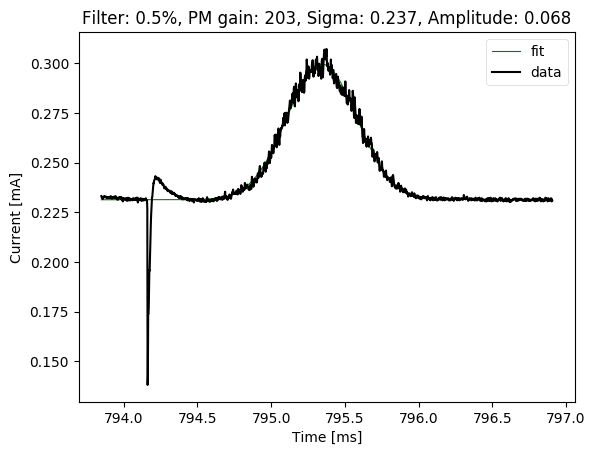 Filter: 0.5%, PM gain: 203, Sigma: 0.237, Amplitude: 0.068
fit
data
0.300
0.275
0.250
0.225
0.200
0.175
0.150
Current [mA]
794.0 794.5 795.0 795.5 796.0 796.5 797.0
Time [ms]